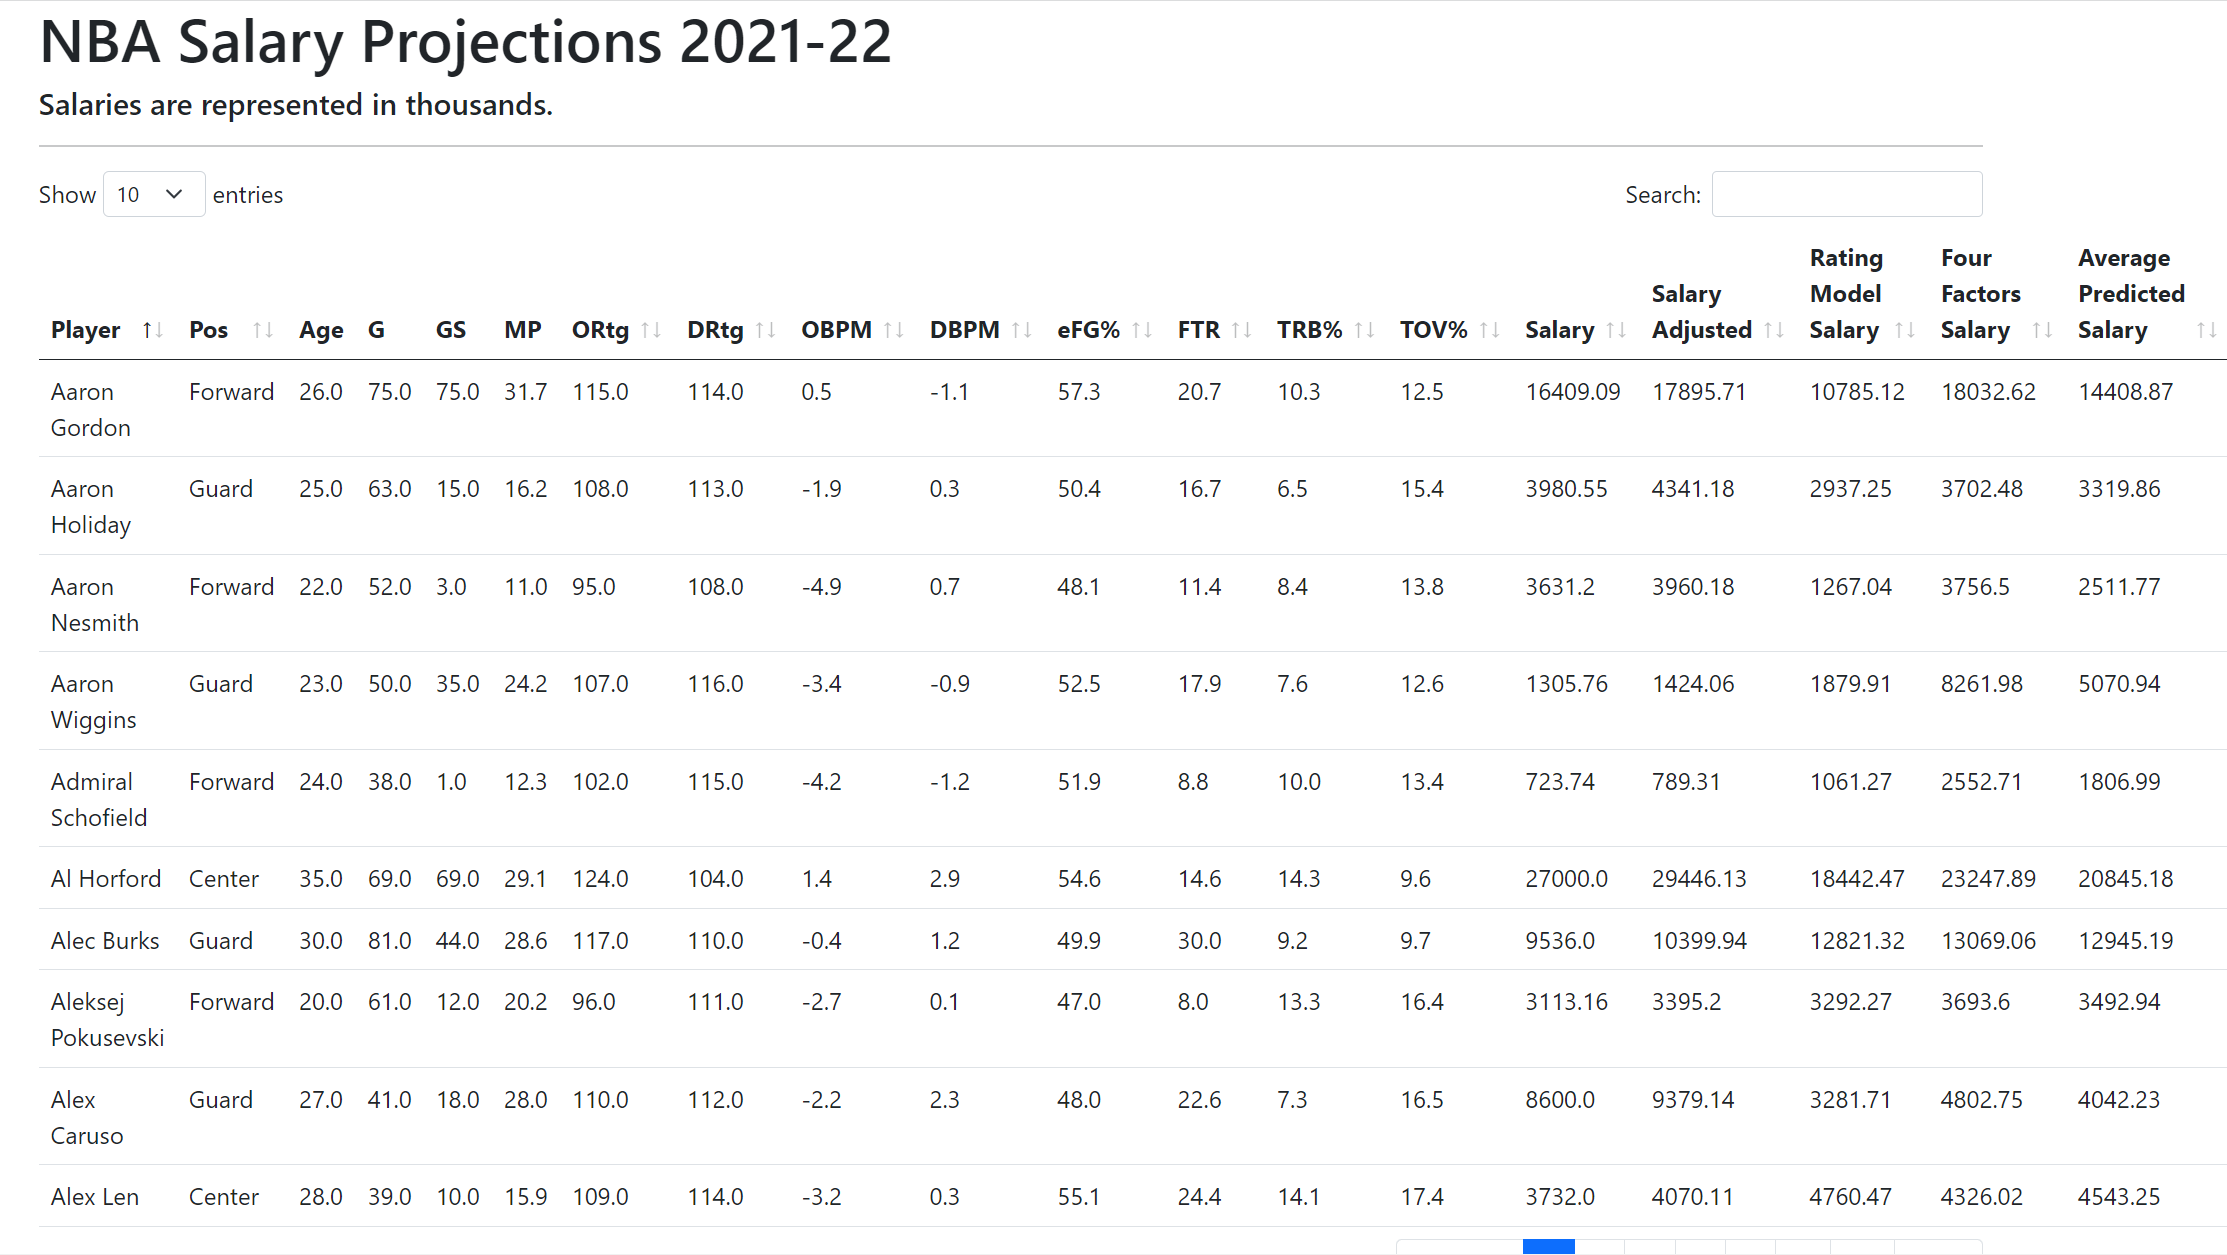 NBA Salary Projections 2021-22
Salaries are represented in thousands.
Show 10 entries Search:
Player Pos Age G GS MP ORtg DRtg OBPM DBPM eFG% FTR TRB% TOV% Salary Salary Adjusted Rating Model Salary Four Factors Salary Average Predicted Salary
Aaron Gordon Forward 26.0 75.0 75.0 31.7 115.0 114.0 0.5 -1.1 57.3 20.7 10.3 12.5 16409.09 17895.71 10785.12 18032.62 14408.87
Aaron Holiday Guard 25.0 63.0 15.0 16.2 108.0 113.0 -1.9 0.3 50.4 16.7 6.5 15.4 3980.55 4341.18 2937.25 3702.48 3319.86
Aaron Nesmith Forward 22.0 52.0 3.0 11.0 95.0 108.0 -4.9 0.7 48.1 11.4 8.4 13.8 3631.2 3960.18 1267.04 3756.5 2511.77
Aaron Wiggins Guard 23.0 50.0 35.0 24.2 107.0 116.0 -3.4 -0.9 52.5 17.9 7.6 12.6 1305.76 1424.06 1879.91 8261.98 5070.94
Admiral Schofield Forward 24.0 38.0 1.0 12.3 102.0 115.0 -4.2 -1.2 51.9 8.8 10.0 13.4 723.74 789.31 1061.27 2552.71 1806.99
Al Horford Center 35.0 69.0 69.0 29.1 124.0 104.0 1.4 2.9 54.6 14.6 14.3 9.6 27000.0 29446.13 18442.47 23247.89 20845.18
Alec Burks Guard 30.0 81.0 44.0 28.6 117.0 110.0 -0.4 1.2 49.9 30.0 9.2 9.7 9536.0 10399.94 12821.32 13069.06 12945.19
Aleksej Pokusevski Forward 20.0 61.0 12.0 20.2 96.0 111.0 -2.7 0.1 47.0 8.0 13.3 16.4 3113.16 3395.2 3292.27 3693.6 3492.94
Alex Caruso Guard 27.0 41.0 18.0 28.0 110.0 112.0 -2.2 2.3 48.0 22.6 7.3 16.5 8600.0 9379.14 3281.71 4802.75 4042.23
Alex Len Center 28.0 39.0 10.0 15.9 109.0 114.0 -3.2 0.3 55.1 24.4 14.1 17.4 3732.0 4070.11 4760.47 4326.02 4543.25